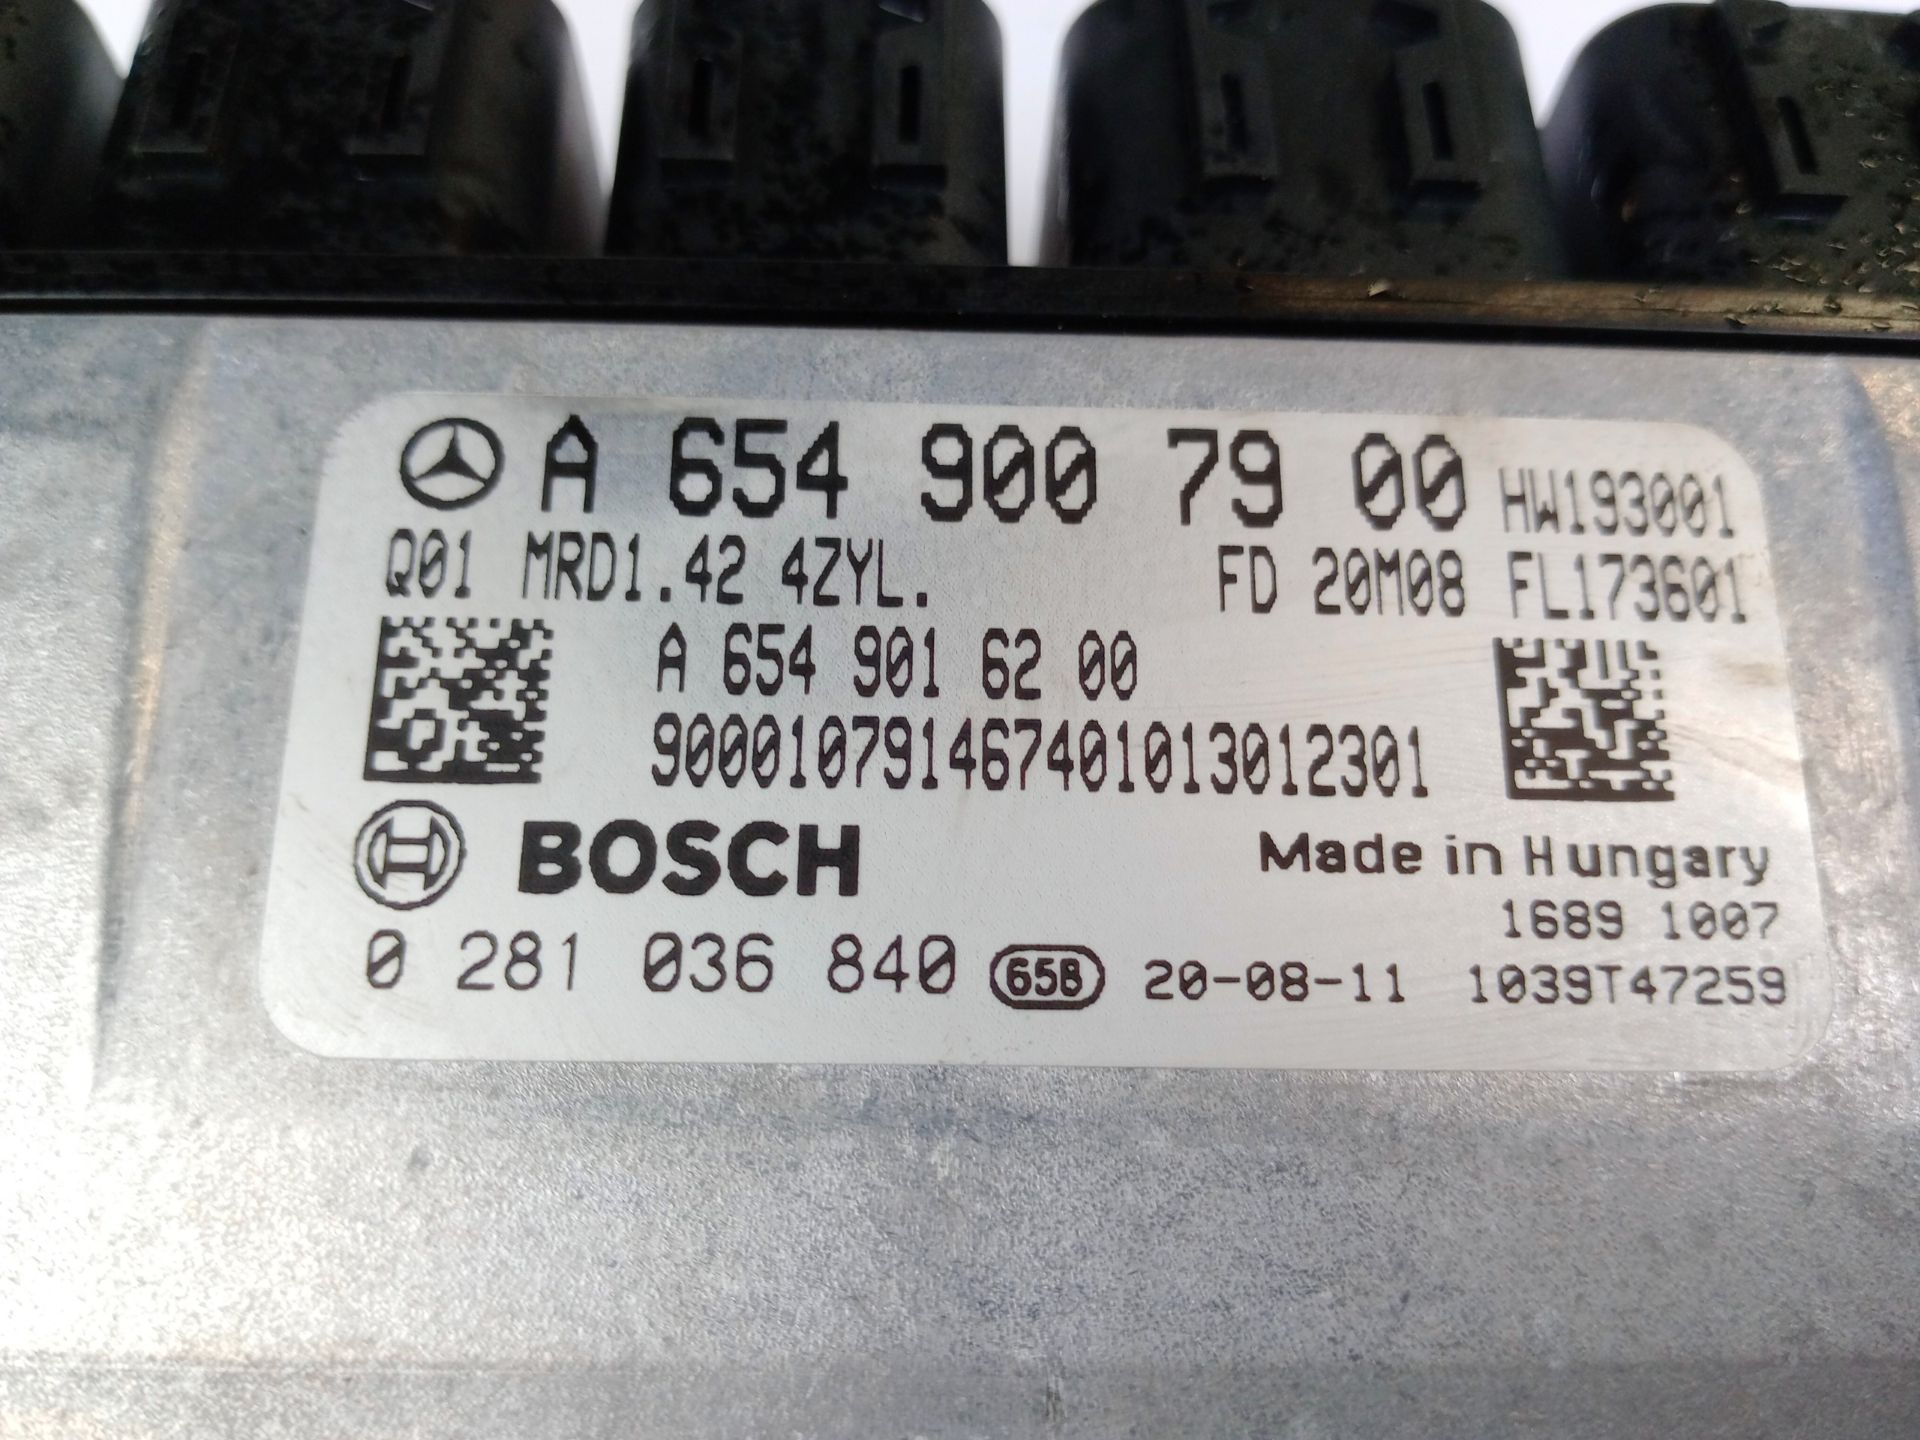 A 654 900 79 00 HW193001
Q01 MRD1.42 4ZYL. FD 20M08 FL173601
A 654 901 62 00
900010791467401013012301
BOSCH Made in Hungary
1689 1007
0 281 036 840 65B 20-08-11 1039T47259